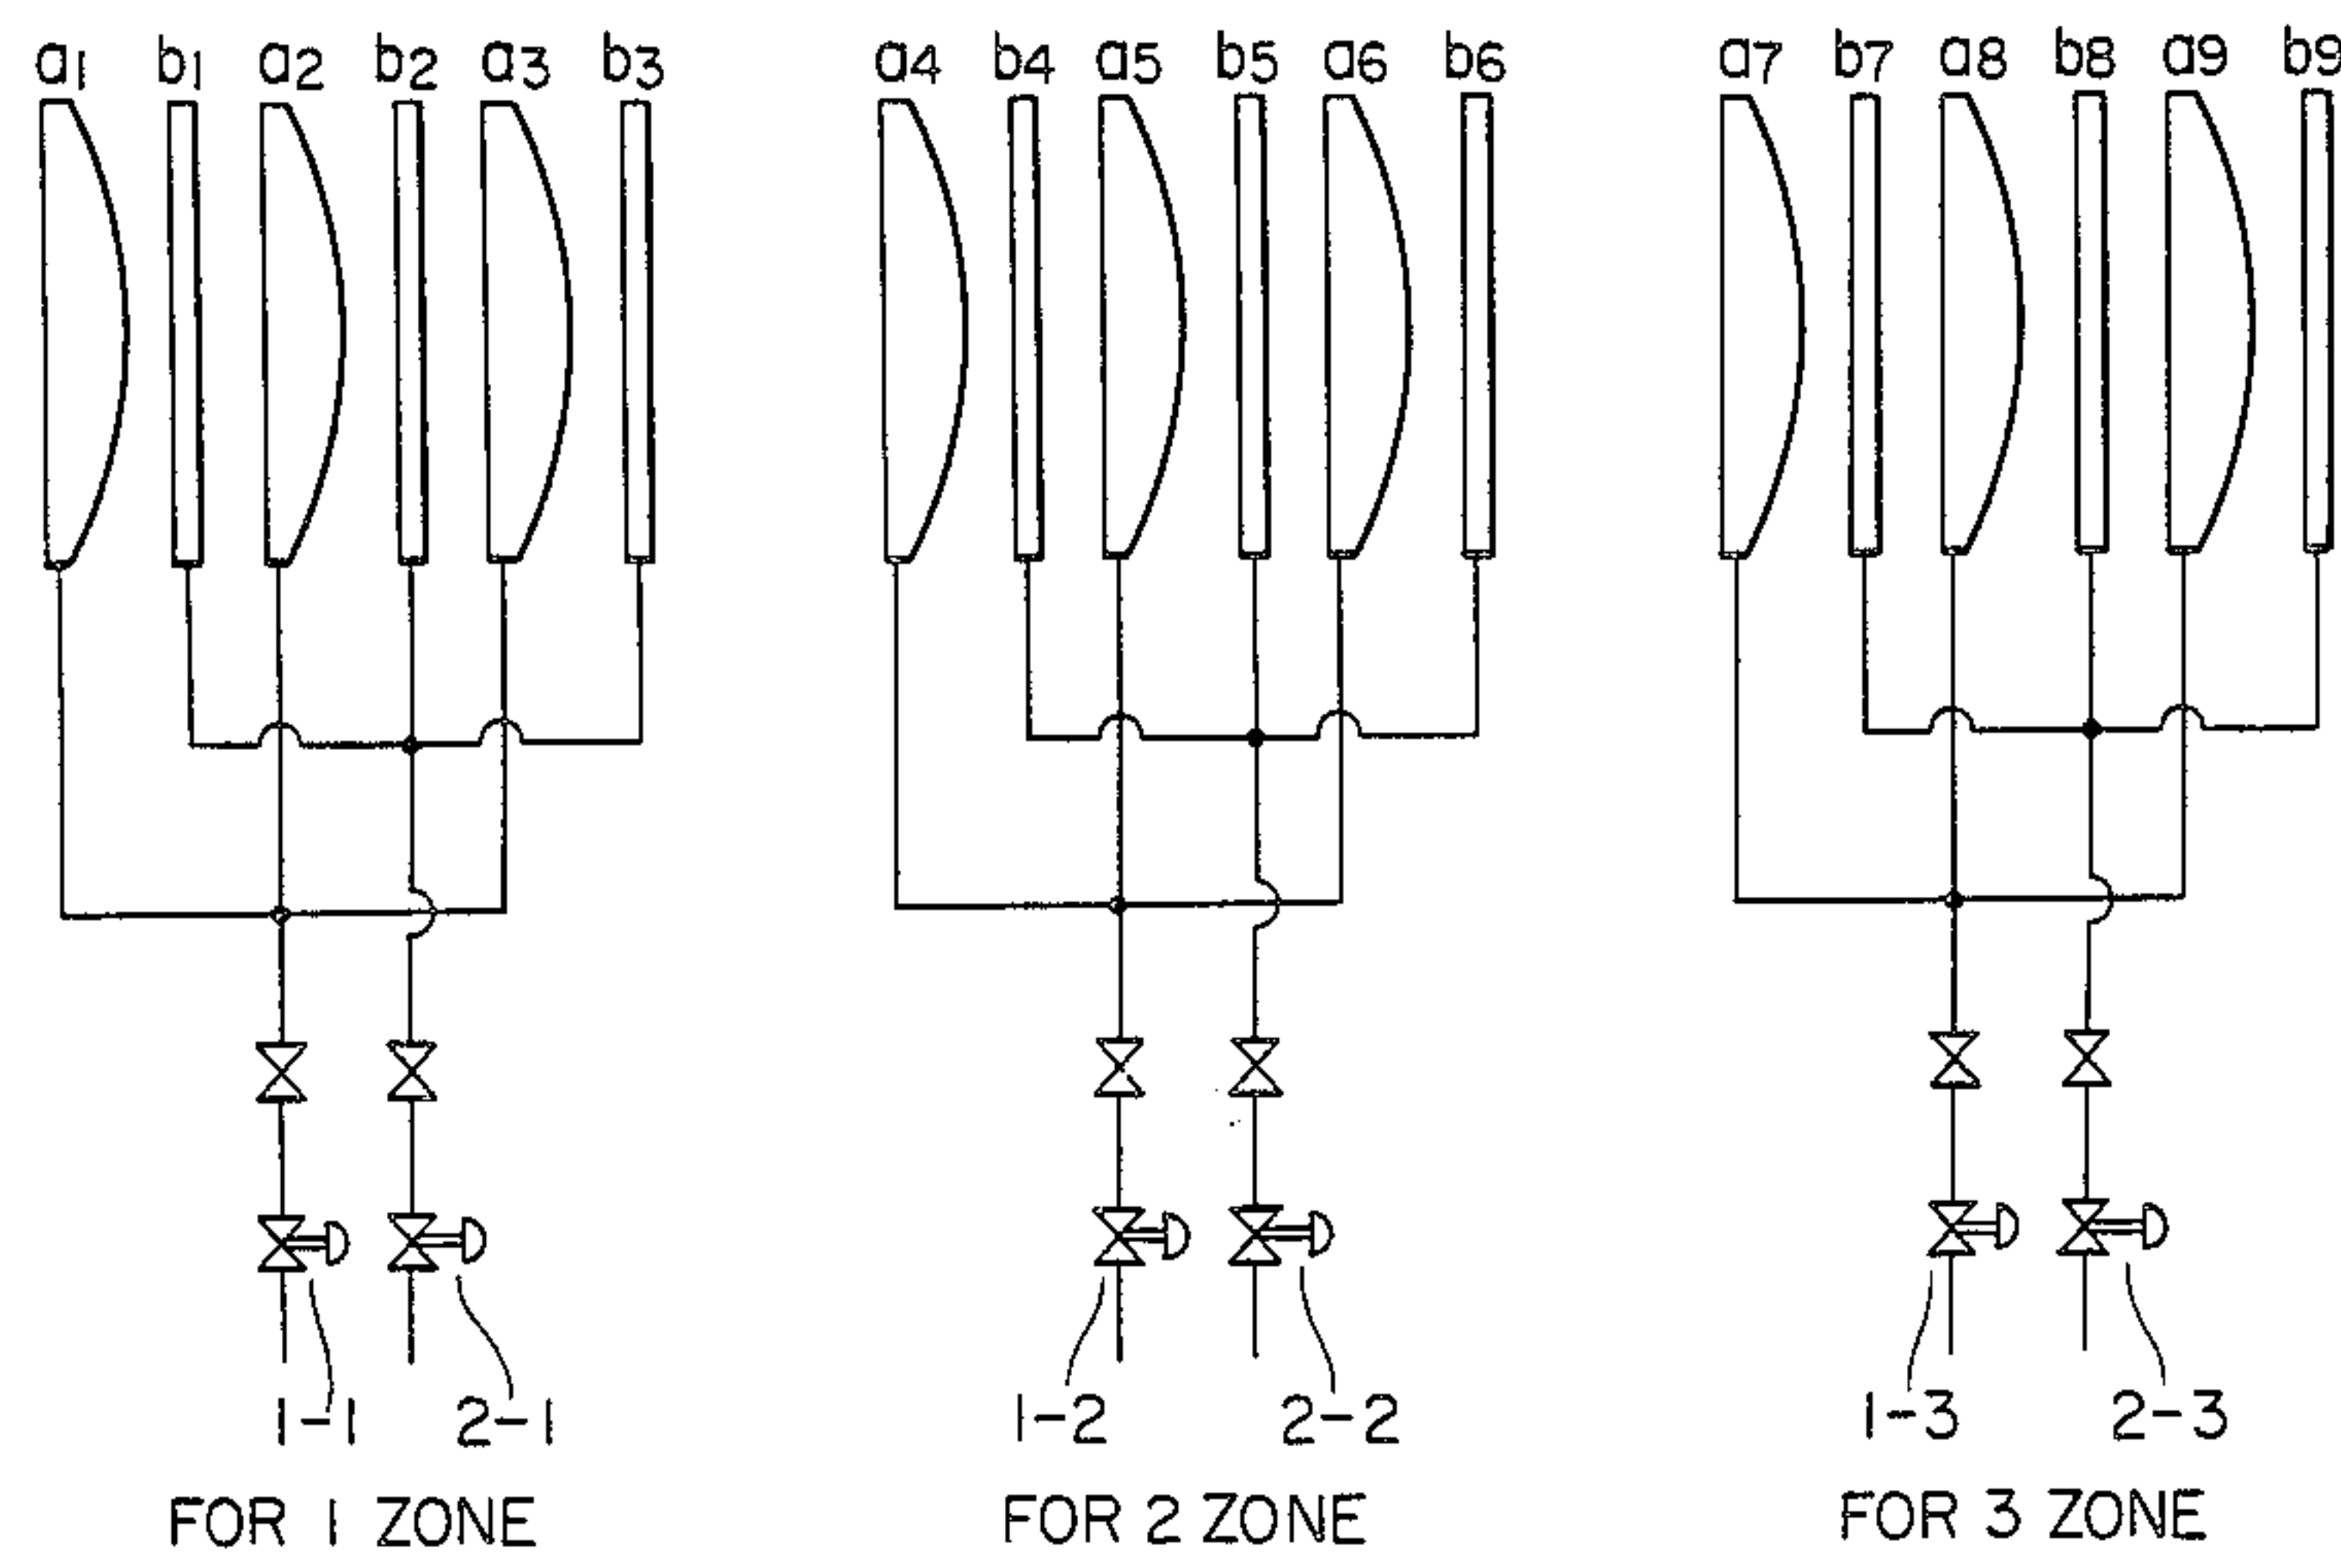 a1 b1 a2 b2 a3 b3 a4 b4 a5 b5 a6 b6 a7 b7 a8 b8 a9 b9
1-1 2-1 1-2 2-2 1-3 2-3
FOR 1 ZONE FOR 2 ZONE FOR 3 ZONE